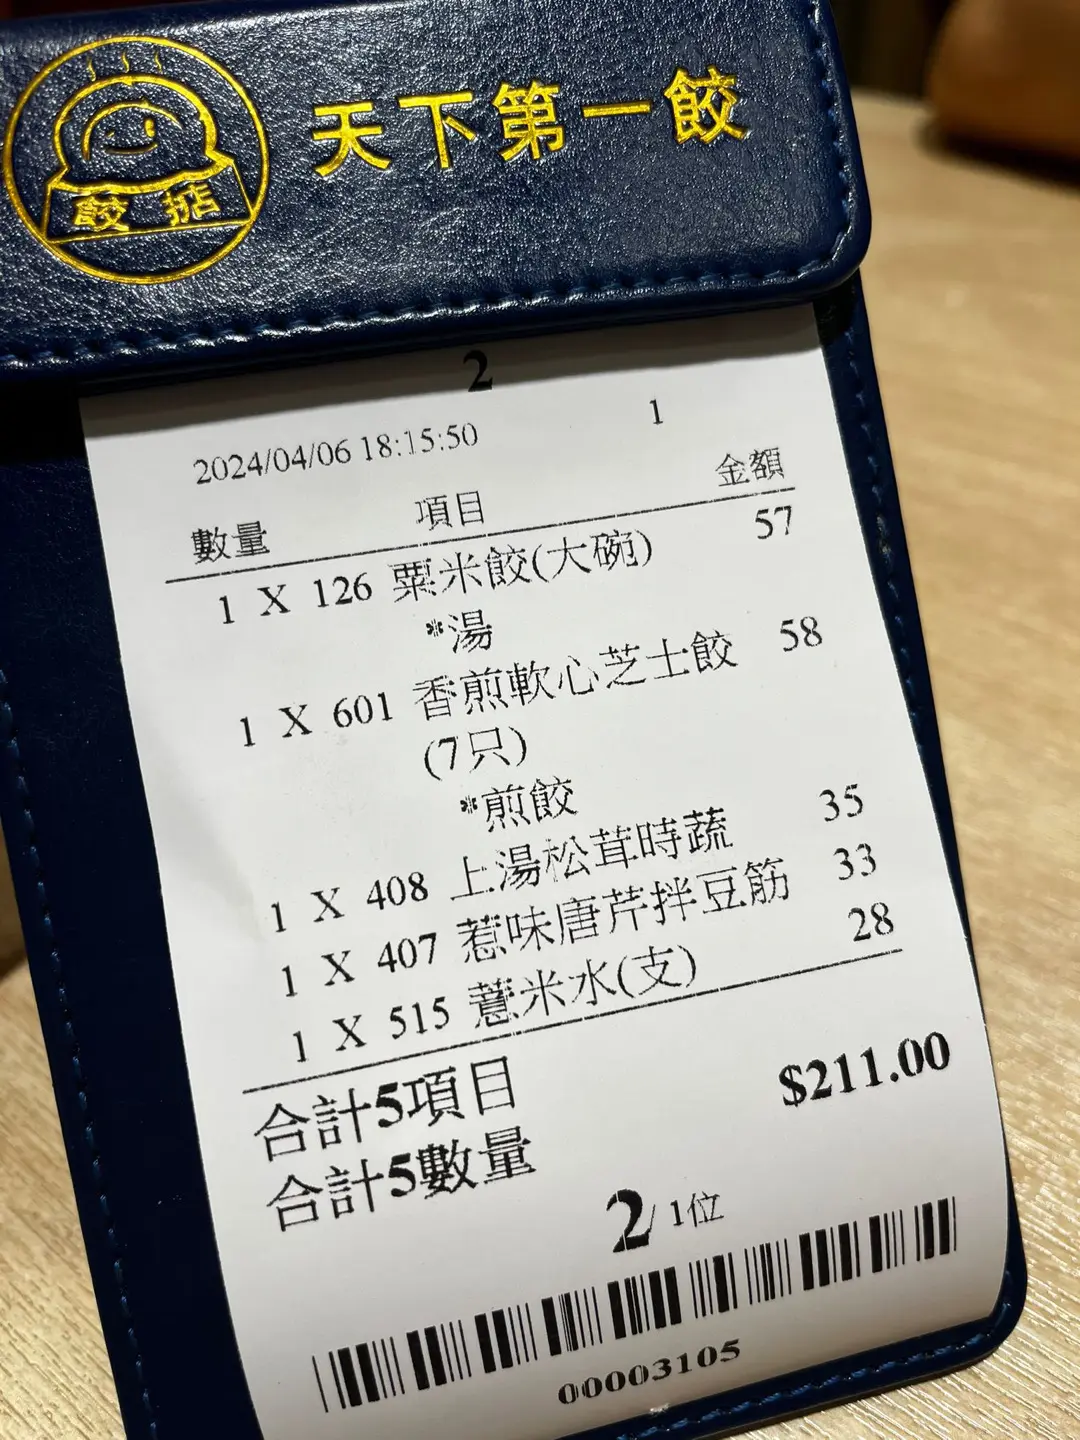 天下第一餃
餃掂
2
2024/04/06 18:15:50 1
數量 項目 金額
1 X 126 粟米餃(大碗) 57
*湯
1 X 601 香煎軟心芝士餃 58
(7只)
*煎餃
1 X 408 上湯松茸時蔬 35
1 X 407 惹味唐芹拌豆筋 33
1 X 515 薏米水(支) 28
合計5項目 $211.00
合計5數量
2/ 1位
00003105